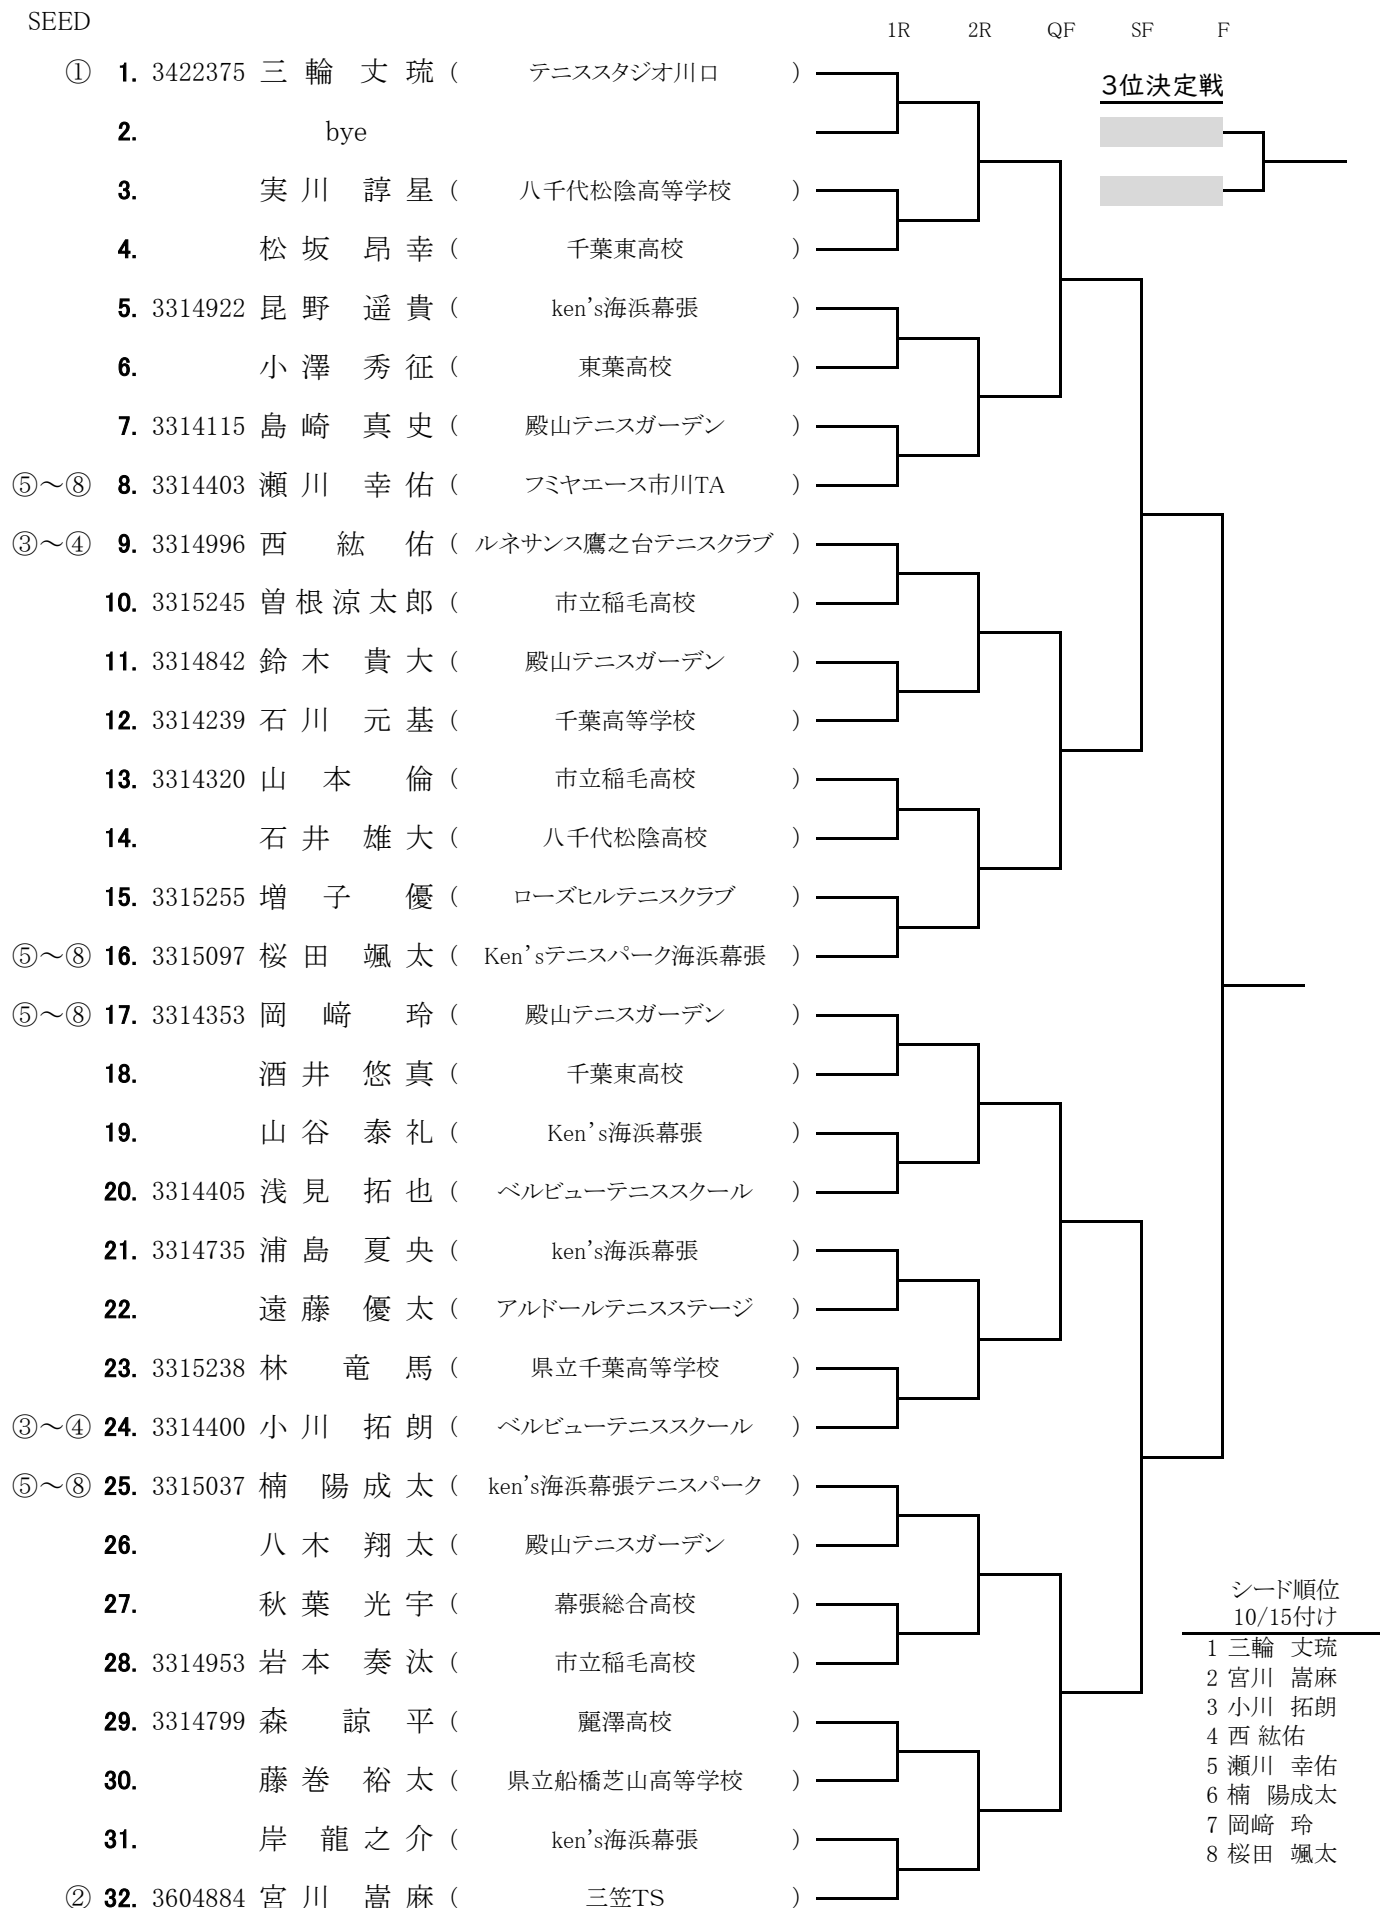 SEED
1R 2R QF SF F
① 1. 3422375 三輪 丈琉 ( テニススタジオ川口 )
3位決定戦
2. bye
3. 実川 諄星 ( 八千代松陰高等学校 )
4. 松坂 昂幸 ( 千葉東高校 )
5. 3314922 昆野 遥貴 ( ken's海浜幕張 )
6. 小澤 秀征 ( 東葉高校 )
7. 3314115 島崎 真史 ( 殿山テニスガーデン )
⑤～⑧ 8. 3314403 瀬川 幸佑 ( フミヤエース市川TA )
③～④ 9. 3314996 西 紘佑 ( ルネサンス鷹之台テニスクラブ )
10. 3315245 曽根涼太郎 ( 市立稲毛高校 )
11. 3314842 鈴木 貴大 ( 殿山テニスガーデン )
12. 3314239 石川 元基 ( 千葉高等学校 )
13. 3314320 山本 倫 ( 市立稲毛高校 )
14. 石井 雄大 ( 八千代松陰高校 )
15. 3315255 増子 優 ( ローズヒルテニスクラブ )
⑤～⑧ 16. 3315097 桜田 颯太 ( Ken'sテニスパーク海浜幕張 )
⑤～⑧ 17. 3314353 岡﨑 玲 ( 殿山テニスガーデン )
18. 酒井 悠真 ( 千葉東高校 )
19. 山谷 泰礼 ( Ken's海浜幕張 )
20. 3314405 浅見 拓也 ( ベルビューテニススクール )
21. 3314735 浦島 夏央 ( ken's海浜幕張 )
22. 遠藤 優太 ( アルドールテニスステージ )
23. 3315238 林 竜馬 ( 県立千葉高等学校 )
③～④ 24. 3314400 小川 拓朗 ( ベルビューテニススクール )
⑤～⑧ 25. 3315037 楠 陽成太 ( ken's海浜幕張テニスパーク )
26. 八木 翔太 ( 殿山テニスガーデン )
27. 秋葉 光宇 ( 幕張総合高校 )
28. 3314953 岩本 奏汰 ( 市立稲毛高校 )
29. 3314799 森 諒平 ( 麗澤高校 )
30. 藤巻 裕太 ( 県立船橋芝山高等学校 )
31. 岸 龍之介 ( ken's海浜幕張 )
② 32. 3604884 宮川 嵩麻 ( 三笠TS )
シード順位
10/15付け
1 三輪 丈琉
2 宮川 嵩麻
3 小川 拓朗
4 西 紘佑
5 瀬川 幸佑
6 楠 陽成太
7 岡﨑 玲
8 桜田 颯太